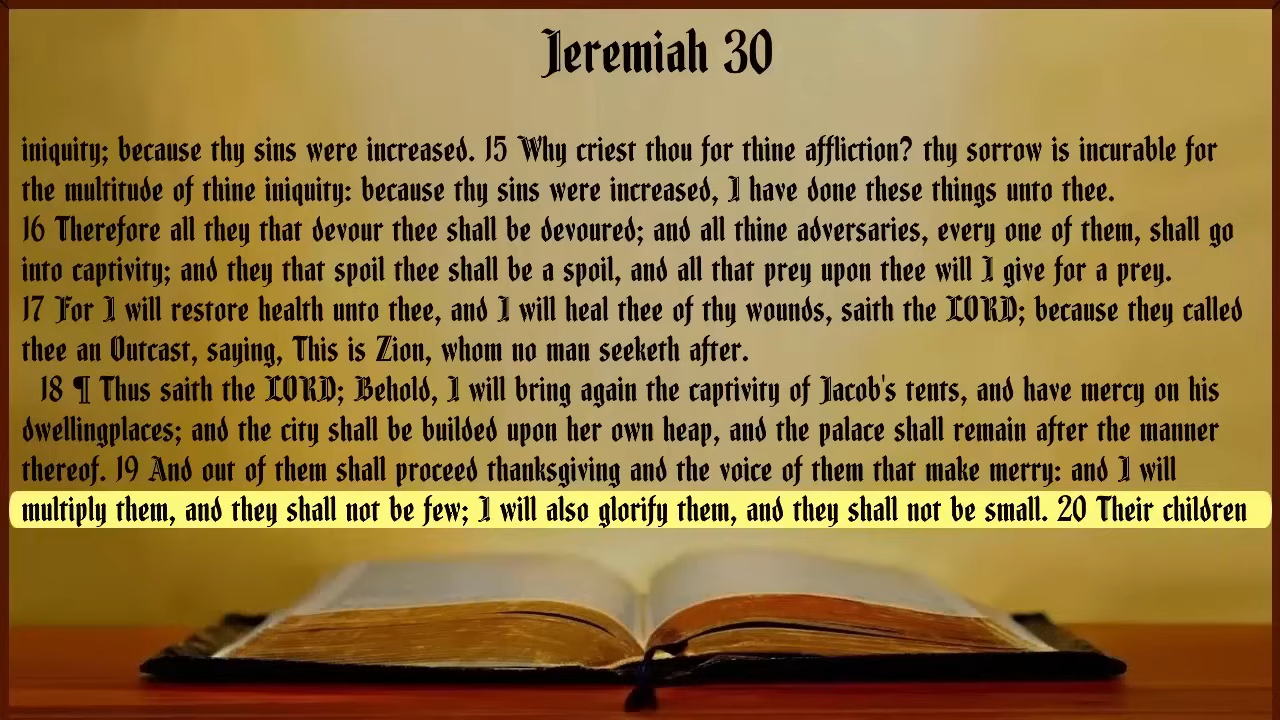 Jeremiah 30
iniquity; because thy sins were increased. 15 Why criest thou for thine affliction? thy sorrow is incurable for
the multitude of thine iniquity: because thy sins were increased, I have done these things unto thee.
16 Therefore all they that devour thee shall be devoured; and all thine adversaries, every one of them, shall go
into captivity; and they that spoil thee shall be a spoil, and all that prey upon thee will I give for a prey.
17 For I will restore health unto thee, and I will heal thee of thy wounds, saith the LORD; because they called
thee an Outcast, saying, This is Zion, whom no man seeketh after.
18 ¶ Thus saith the LORD; Behold, I will bring again the captivity of Jacob's tents, and have mercy on his
dwellingplaces; and the city shall be builded upon her own heap, and the palace shall remain after the manner
thereof. 19 And out of them shall proceed thanksgiving and the voice of them that make merry: and I will
multiply them, and they shall not be few; I will also glorify them, and they shall not be small. 20 Their children